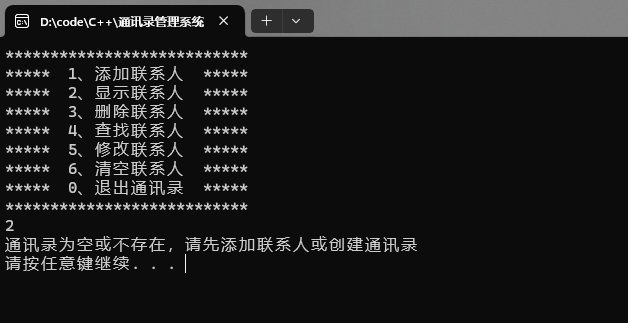 D:\code\C++\通讯录管理系统
***************************
***** 1、添加联系人 *****
***** 2、显示联系人 *****
***** 3、删除联系人 *****
***** 4、查找联系人 *****
***** 5、修改联系人 *****
***** 6、清空联系人 *****
***** 0、退出通讯录 *****
***************************
2
通讯录为空或不存在，请先添加联系人或创建通讯录
请按任意键继续. . .